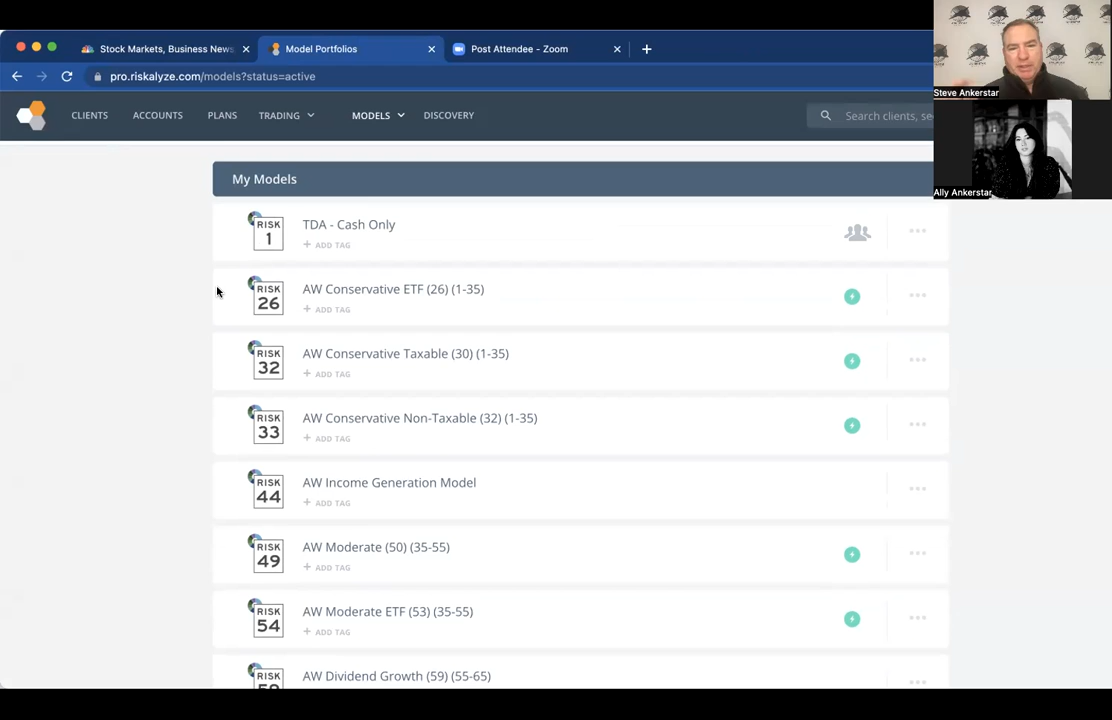 Stock Markets, Business News,
Model Portfolios
Post Attendee - Zoom
pro.riskalyze.com/models?status=active
CLIENTS
ACCOUNTS
PLANS
TRADING
MODELS
DISCOVERY
Search clients, se
Steve Ankerstar
Ally Ankerstar
My Models
RISK
1
TDA - Cash Only
+ ADD TAG
RISK
26
AW Conservative ETF (26) (1-35)
+ ADD TAG
RISK
32
AW Conservative Taxable (30) (1-35)
+ ADD TAG
RISK
33
AW Conservative Non-Taxable (32) (1-35)
+ ADD TAG
RISK
44
AW Income Generation Model
+ ADD TAG
RISK
49
AW Moderate (50) (35-55)
+ ADD TAG
RISK
54
AW Moderate ETF (53) (35-55)
+ ADD TAG
RISK
AW Dividend Growth (59) (55-65)